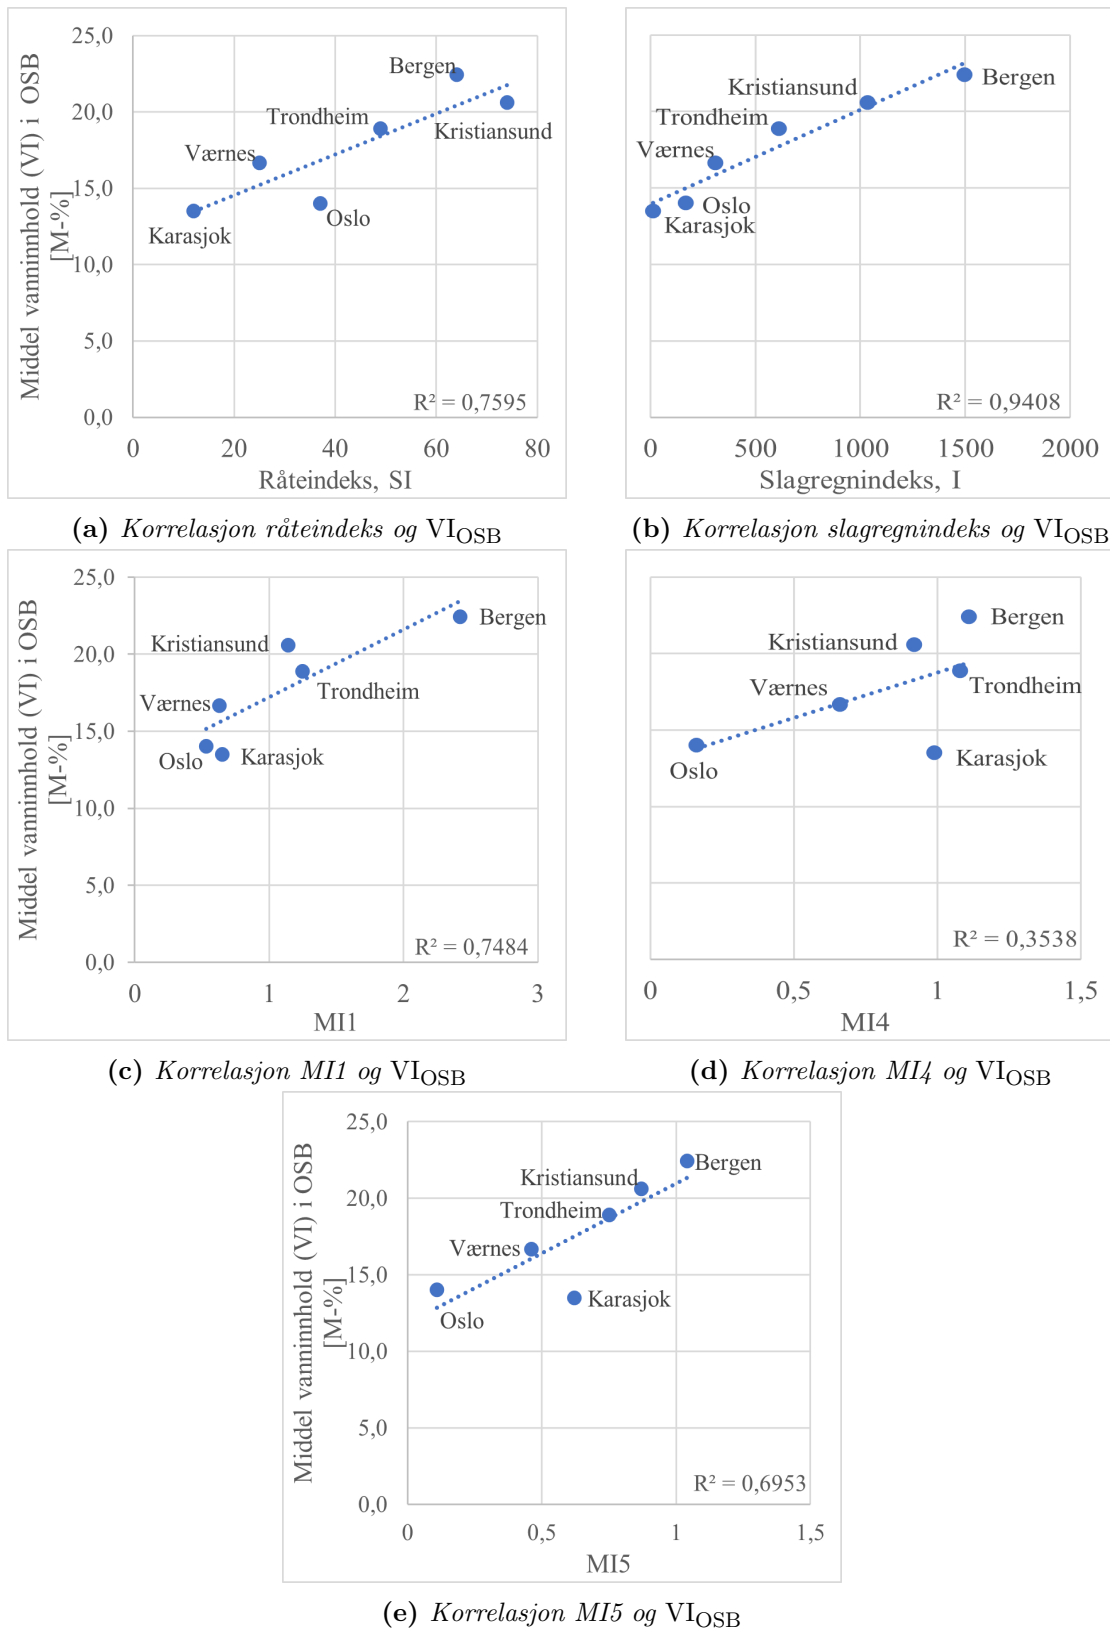 Middel vanninnhold (VI) i OSB
[M-%]
25,0
20,0
15,0
10,0
5,0
0,0
Bergen
Kristiansund
Trondheim
Værnes
Oslo
Karasjok
R² = 0,7595
0 20 40 60 80
Råteindeks, SI
Bergen
Kristiansund
Trondheim
Værnes
Oslo
Karasjok
R² = 0,9408
0 500 1000 1500 2000
Slagregnindeks, I
(a) Korrelasjon råteindeks og VI_OSB
(b) Korrelasjon slagregnindeks og VI_OSB
Middel vanninnhold (VI) i OSB
[M-%]
25,0
20,0
15,0
10,0
5,0
0,0
Bergen
Kristiansund
Trondheim
Værnes
Oslo
Karasjok
R² = 0,7484
0 1 2 3
MI1
Bergen
Kristiansund
Trondheim
Værnes
Oslo
Karasjok
R² = 0,3538
0 0,5 1 1,5
MI4
(c) Korrelasjon MI1 og VI_OSB
(d) Korrelasjon MI4 og VI_OSB
Middel vanninnhold (VI) i OSB
[M-%]
25,0
20,0
15,0
10,0
5,0
0,0
Bergen
Kristiansund
Trondheim
Værnes
Karasjok
Oslo
R² = 0,6953
0 0,5 1 1,5
MI5
(e) Korrelasjon MI5 og VI_OSB